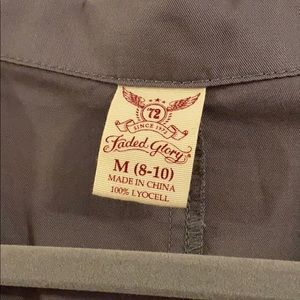 '72
SINCE 1972
Faded Glory
M (8-10)
MADE IN CHINA
100% LYOCELL